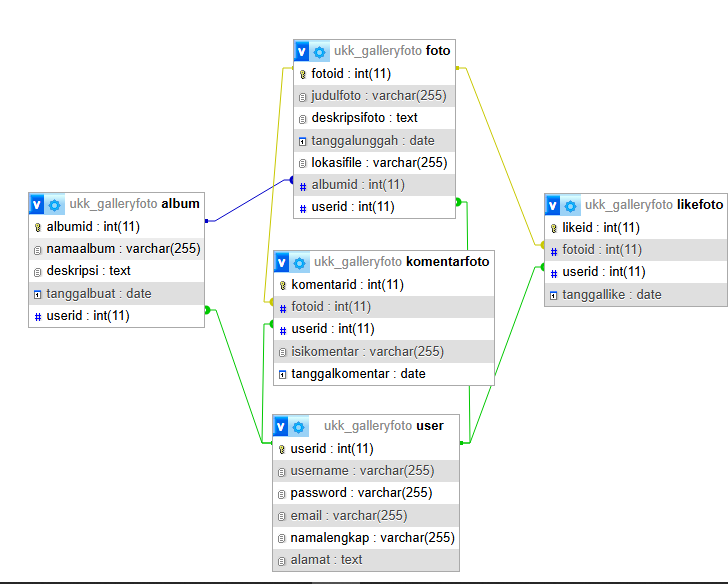 ukk_galleryfoto foto
fotoid : int(11)
judulfoto : varchar(255)
deskripsifoto : text
tanggalunggah : date
lokasifile : varchar(255)
albumid : int(11)
userid : int(11)
ukk_galleryfoto album
albumid : int(11)
namaalbum : varchar(255)
deskripsi : text
tanggalbuat : date
userid : int(11)
ukk_galleryfoto likefoto
likeid : int(11)
fotoid : int(11)
userid : int(11)
tanggallike : date
ukk_galleryfoto komentarfoto
komentarid : int(11)
fotoid : int(11)
userid : int(11)
isikomentar : varchar(255)
tanggalkomentar : date
ukk_galleryfoto user
userid : int(11)
username : varchar(255)
password : varchar(255)
email : varchar(255)
namalengkap : varchar(255)
alamat : text